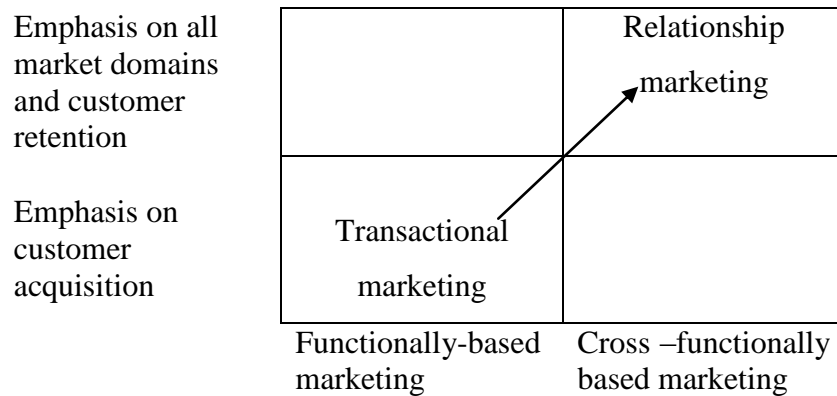 Emphasis on all
market domains
and customer
retention
Relationship
marketing
Emphasis on
customer
acquisition
Transactional
marketing
Functionally-based
marketing
Cross –functionally
based marketing